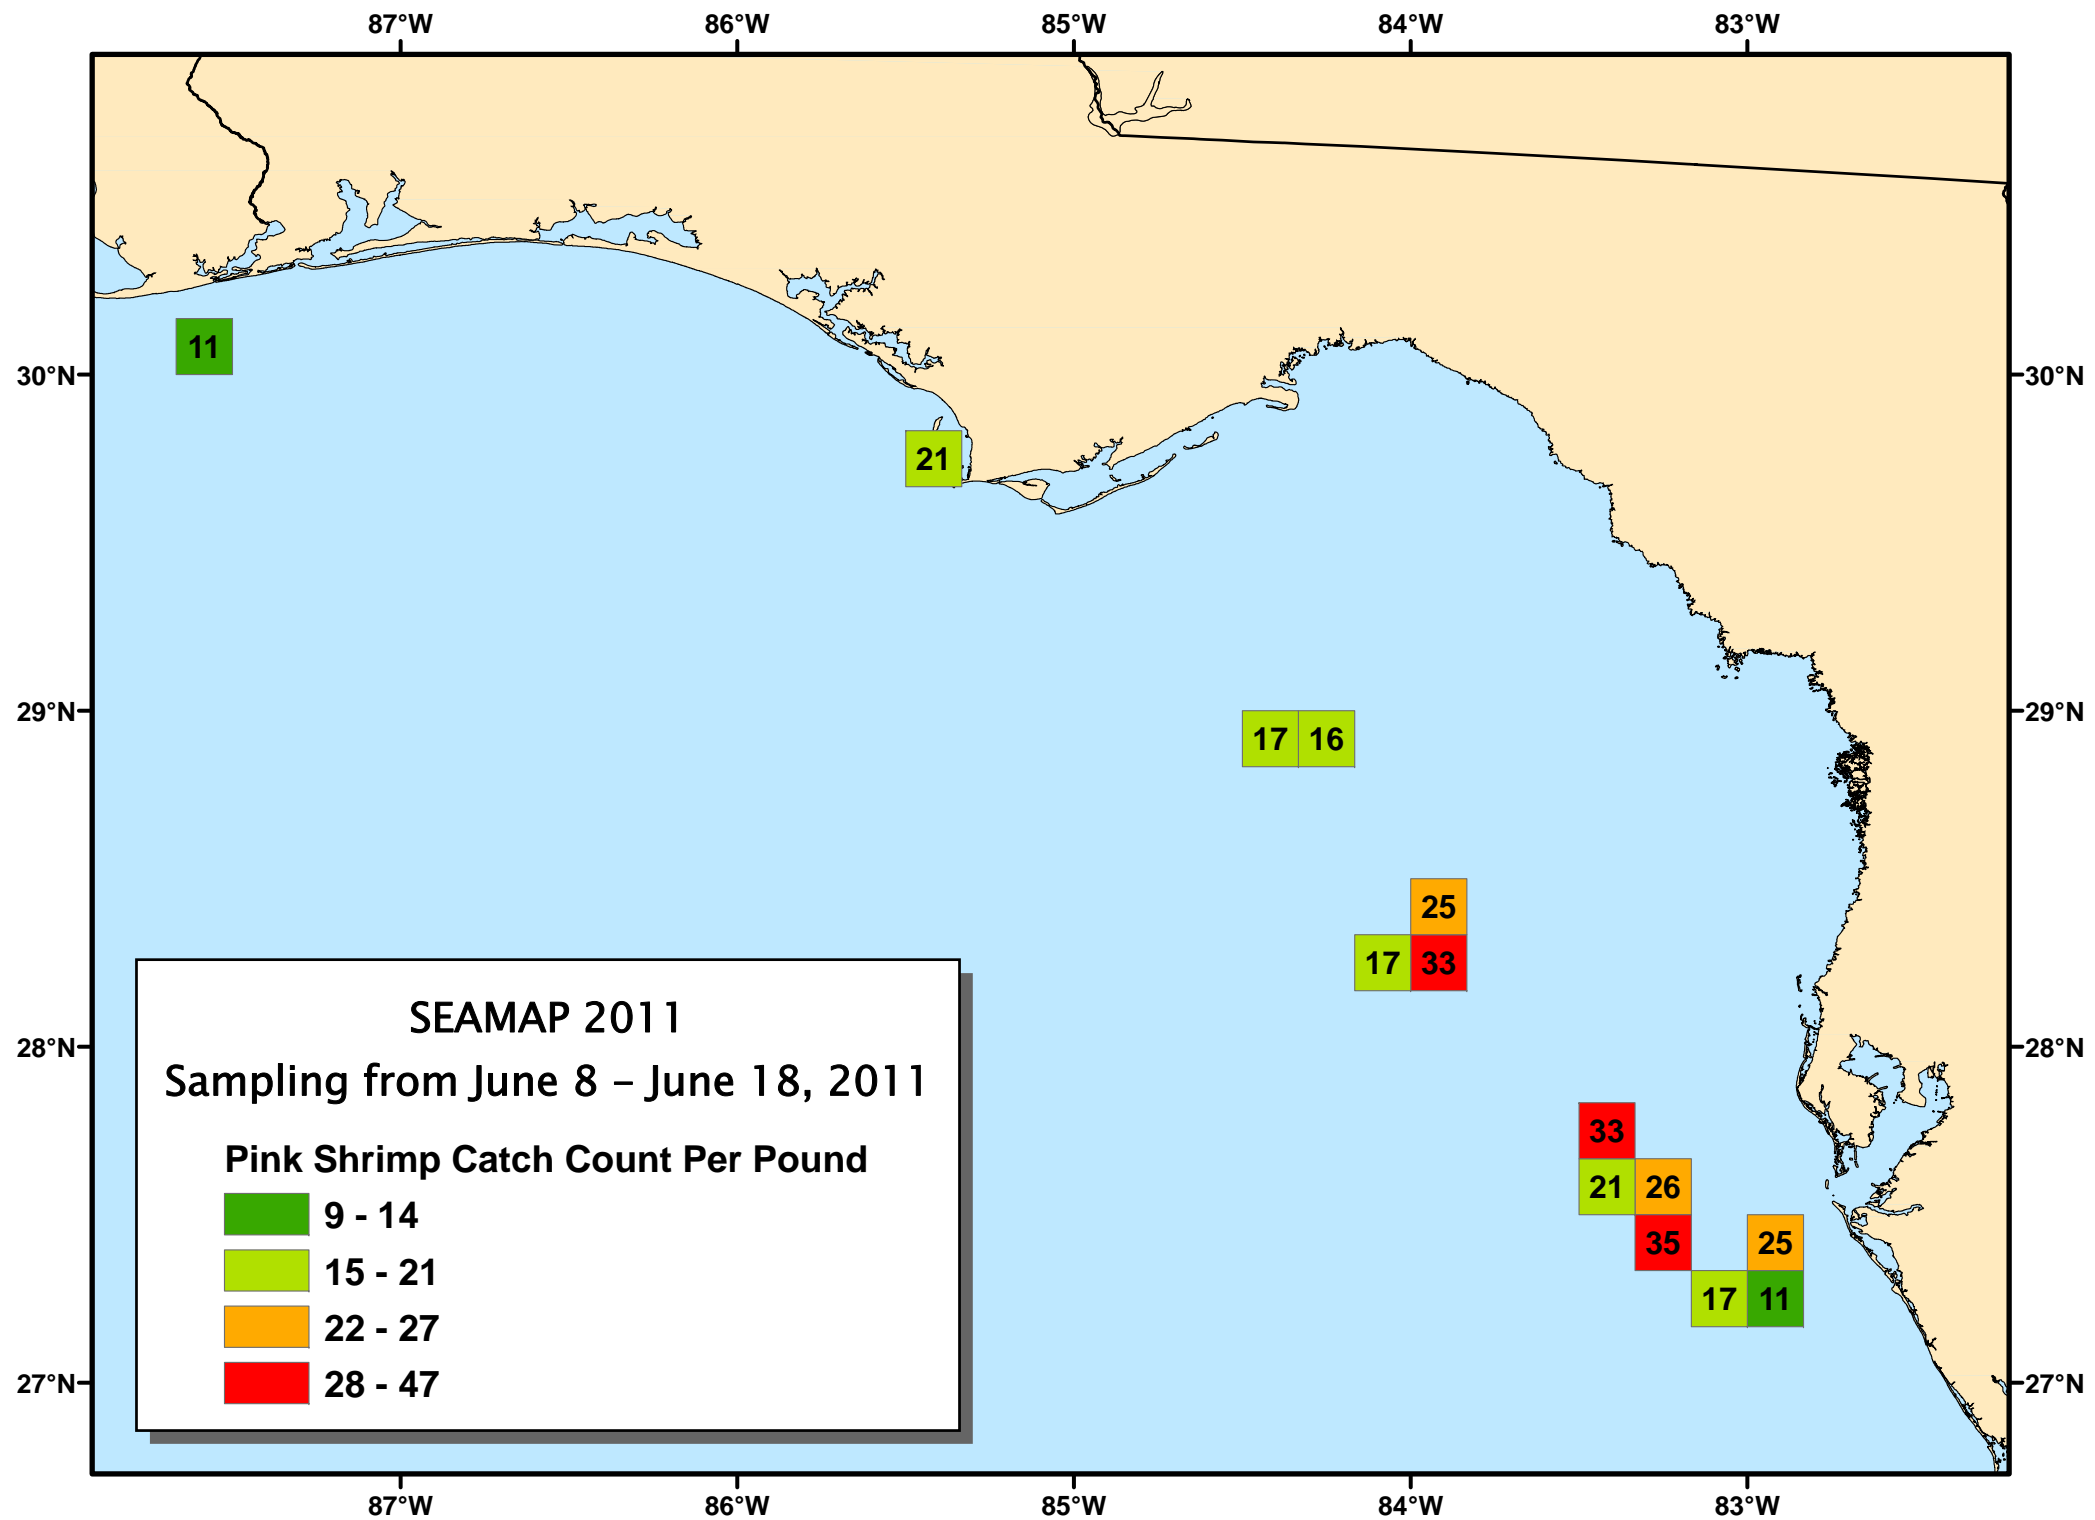 87°W 86°W 85°W 84°W 83°W
11
30°N 30°N
21
29°N 29°N
17 16
25
17 33
SEAMAP 2011
28°N 28°N
Sampling from June 8 - June 18, 2011
33
Pink Shrimp Catch Count Per Pound
21 26
9 - 14
35 25
15 - 21
17 11
22 - 27
28 - 47
27°N 27°N
87°W 86°W 85°W 84°W 83°W